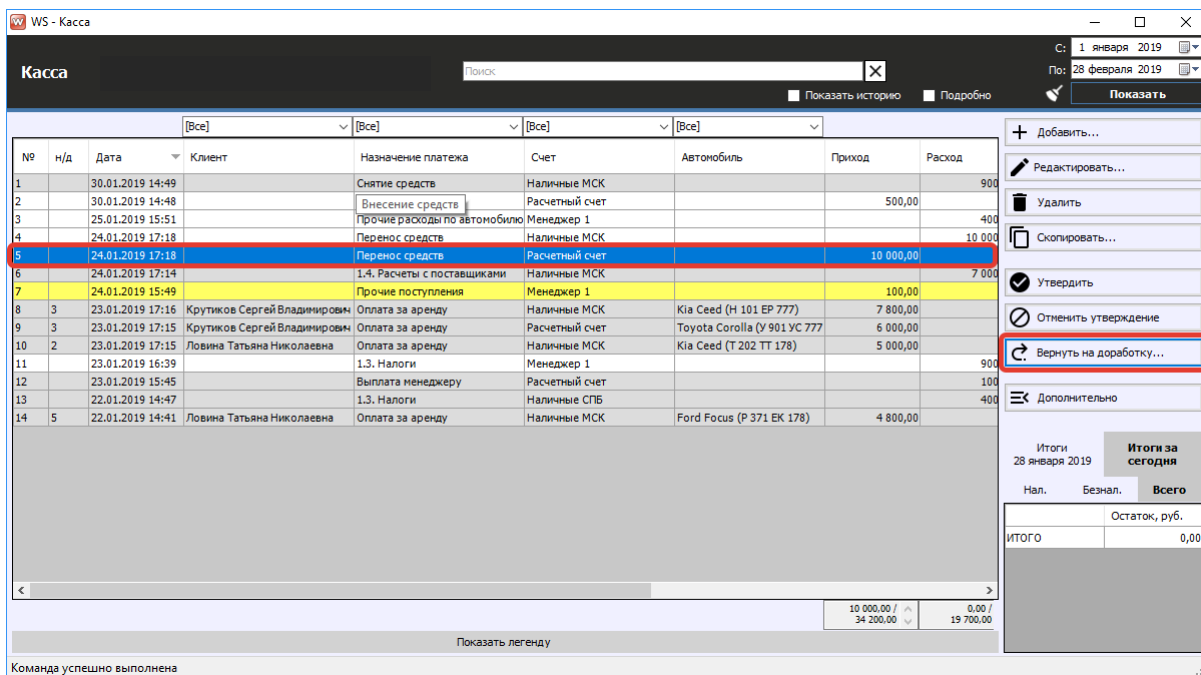 WS - Касса
С: 1 января 2019
Касса Поиск По: 28 февраля 2019
Показать историю Подробно Показать
[Все] [Все] [Все] [Все]
№ н/д Дата Клиент Назначение платежа Счет Автомобиль Приход Расход
1 30.01.2019 14:49 Снятие средств Наличные МСК 900
2 30.01.2019 14:48 Внесение средств Расчетный счет 500,00
3 25.01.2019 15:51 Прочие расходы по автомобилю Менеджер 1 400
4 24.01.2019 17:18 Перенос средств Наличные МСК 10 000
5 24.01.2019 17:18 Перенос средств Расчетный счет 10 000,00
6 24.01.2019 17:14 1.4. Расчеты с поставщиками Наличные МСК 7 000
7 24.01.2019 15:49 Прочие поступления Менеджер 1 100,00
8 3 23.01.2019 17:16 Крутиков Сергей Владимирович Оплата за аренду Наличные МСК Kia Ceed (Н 101 ЕР 777) 7 800,00
9 3 23.01.2019 17:15 Крутиков Сергей Владимирович Оплата за аренду Расчетный счет Toyota Corolla (У 901 УС 777 6 000,00
10 2 23.01.2019 17:15 Ловина Татьяна Николаевна Оплата за аренду Наличные МСК Kia Ceed (Т 202 ТТ 178) 5 000,00
11 23.01.2019 16:39 1.3. Налоги Менеджер 1 900
12 23.01.2019 15:45 Выплата менеджеру Расчетный счет 100
13 22.01.2019 14:47 1.3. Налоги Наличные СПБ 400
14 5 22.01.2019 14:41 Ловина Татьяна Николаевна Оплата за аренду Наличные МСК Ford Focus (Р 371 ЕК 178) 4 800,00
10 000,00 / 0,00 /
34 200,00 19 700,00
Показать легенду
Добавить...
Редактировать...
Удалить
Скопировать...
Утвердить
Отменить утверждение
Вернуть на доработку...
Дополнительно
Итоги Итоги за
28 января 2019 сегодня
Нал. Безнал. Всего
Остаток, руб.
ИТОГО 0,00
Команда успешно выполнена